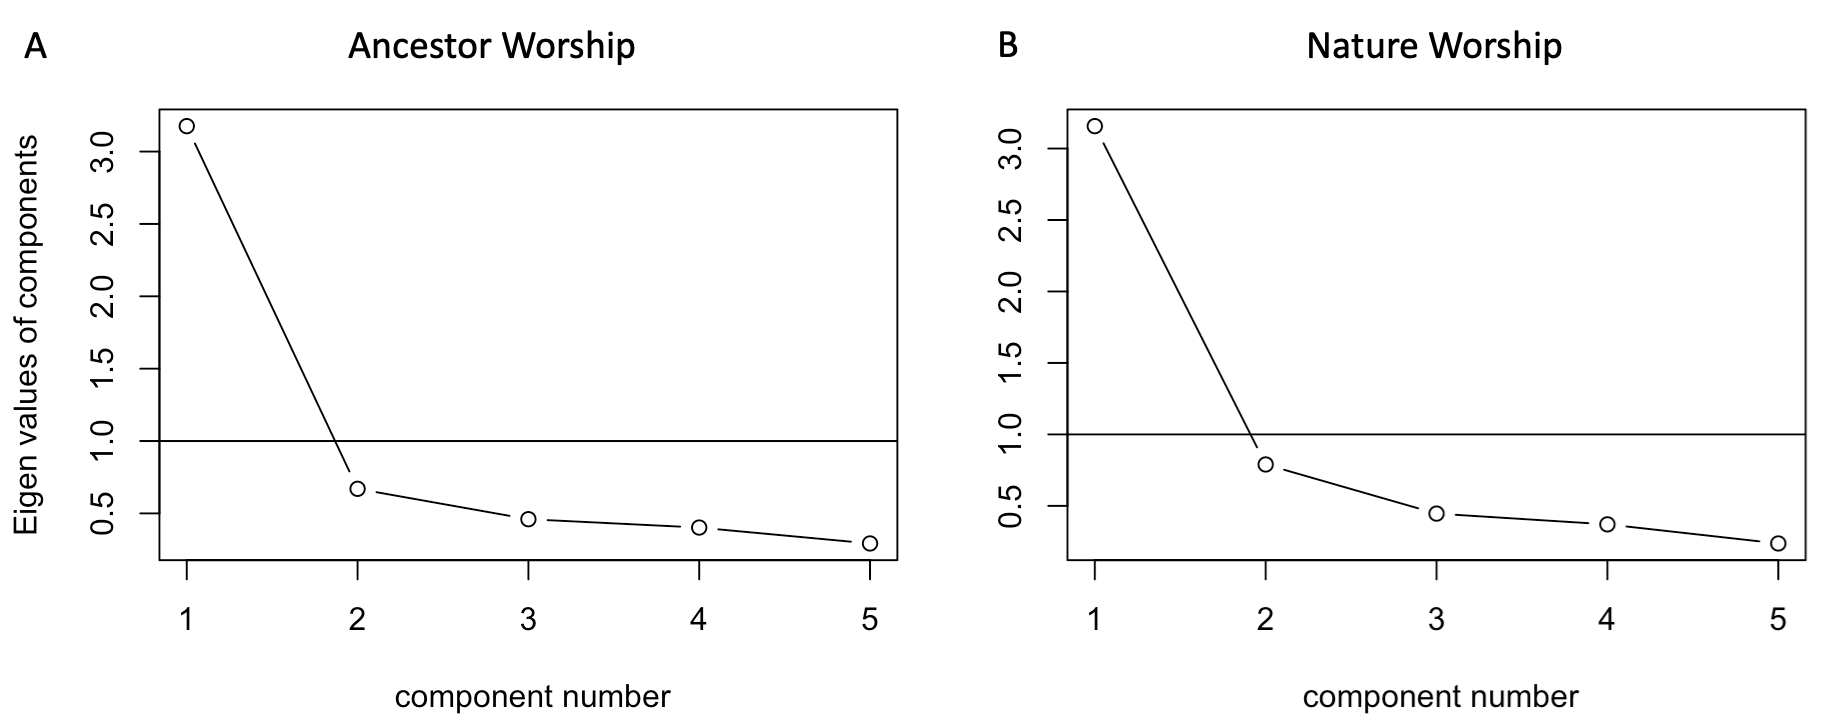 A
Ancestor Worship
Eigen values of components
3.0
2.5
2.0
1.5
1.0
0.5
1 2 3 4 5
component number
B
Nature Worship
3.0
2.5
2.0
1.5
1.0
0.5
1 2 3 4 5
component number